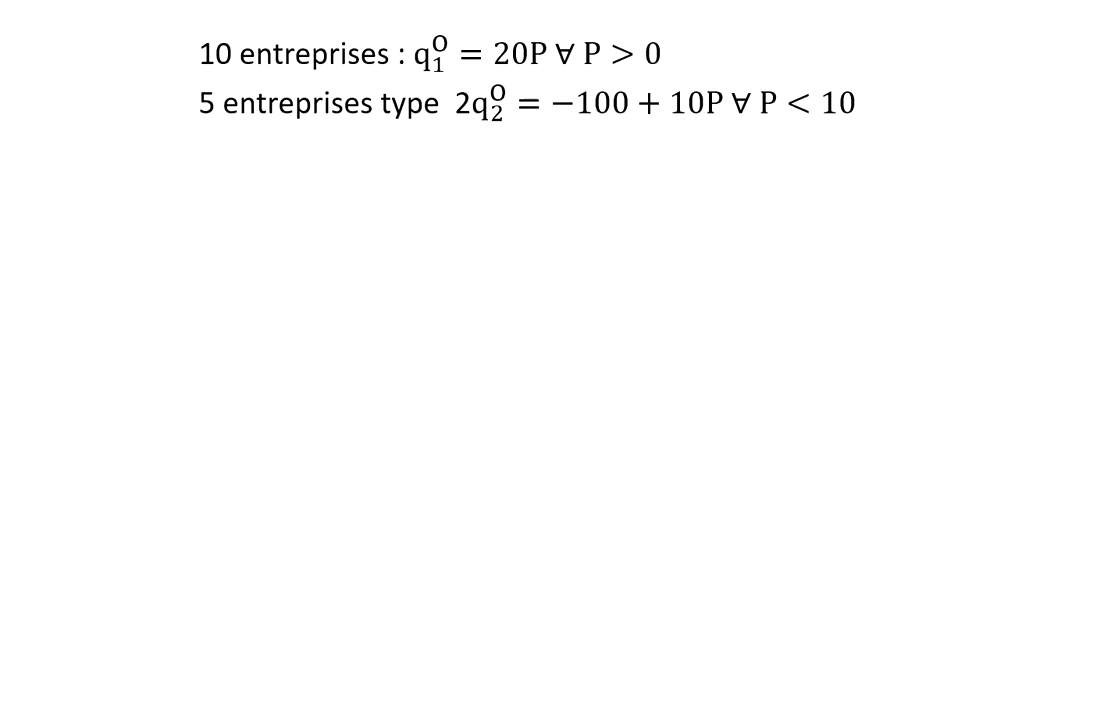 10 entreprises : q₁ᴼ = 20P ∀ P > 0
5 entreprises type 2q₂ᴼ = −100 + 10P ∀ P < 10